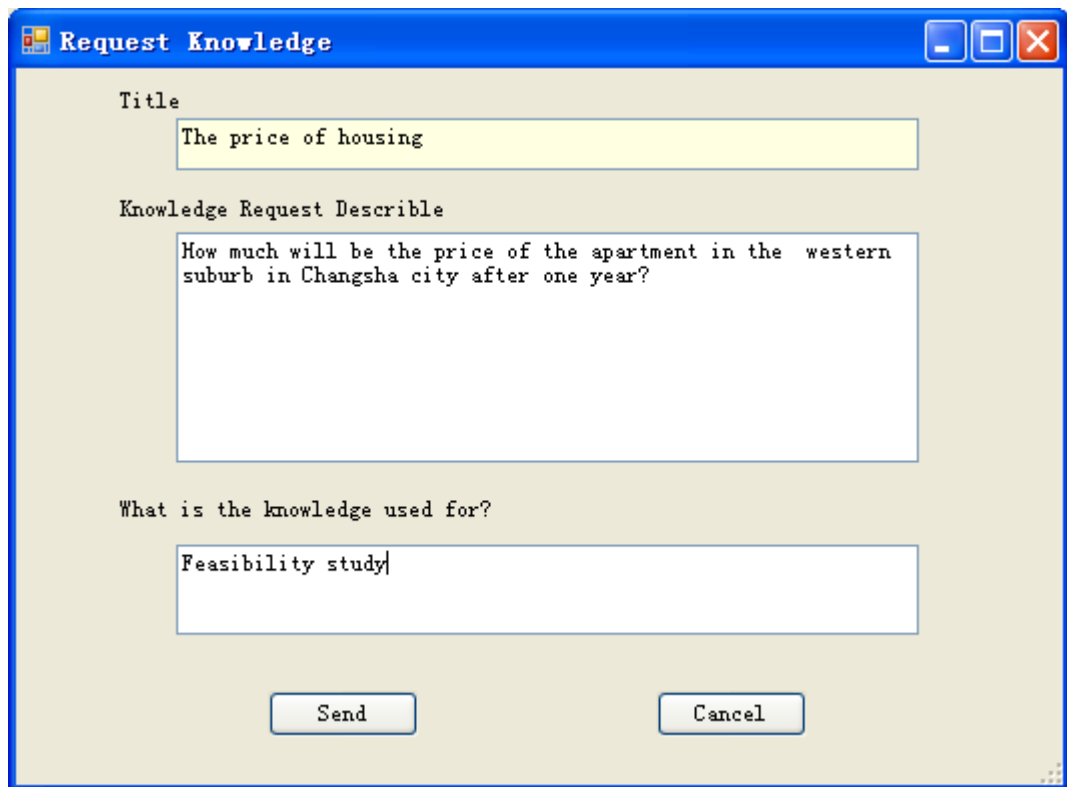 Request Knowledge
Title
The price of housing
Knowledge Request Describle
How much will be the price of the apartment in the  western
suburb in Changsha city after one year?
What is the knowledge used for?
Feasibility study
Send
Cancel